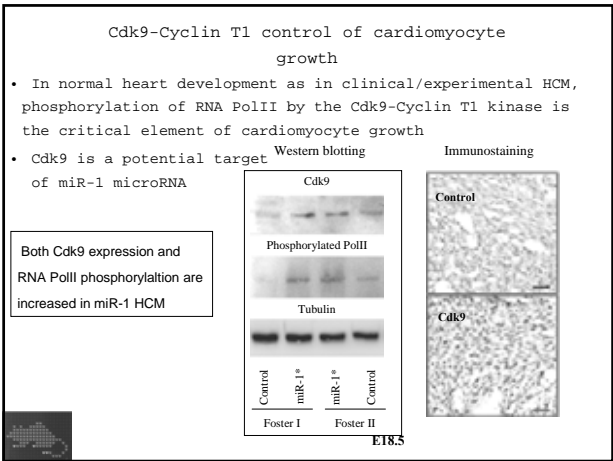 Cdk9-Cyclin T1 control of cardiomyocyte
growth
• In normal heart development as in clinical/experimental HCM,
phosphorylation of RNA PolII by the Cdk9-Cyclin T1 kinase is
the critical element of cardiomyocyte growth
• Cdk9 is a potential target
of miR-1 microRNA
Both Cdk9 expression and
RNA PolII phosphorylaltion are
increased in miR-1 HCM
Western blotting
Cdk9
Phosphorylated PolII
Tubulin
Control
miR-1*
miR-1*
Control
Foster I
Foster II
E18.5
Immunostaining
Control
Cdk9